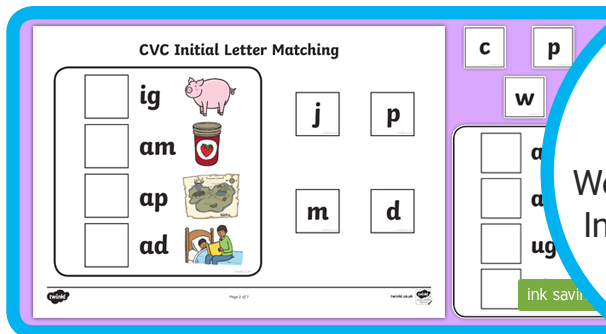 CVC Initial Letter Matching
ig
am
ap
ad
j p
m d
twinkl
Page 2 of 7
twinkl.co.uk
c p
w
a
a
ug
We
In
ink savin